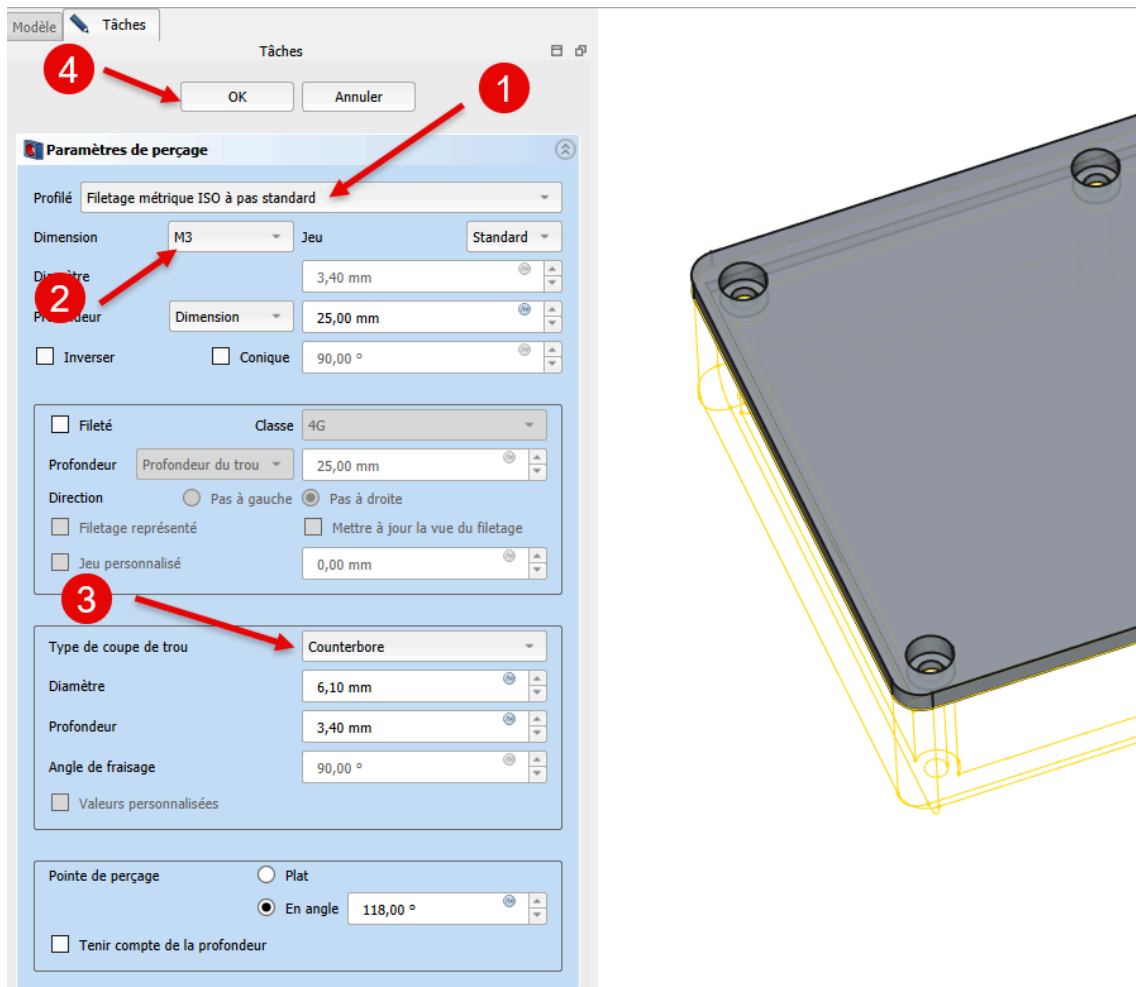 Modèle
Tâches
Tâches
4
1
OK
Annuler
Paramètres de perçage
Profilé
Filetage métrique ISO à pas standard
Dimension
M3
Jeu
Standard
3,40 mm
2
Dimension
25,00 mm
Inverser
Conique
90,00 °
Fileté
Classe
4G
Profondeur
Profondeur du trou
25,00 mm
Direction
Pas à gauche
Pas à droite
Filetage représenté
Mettre à jour la vue du filetage
Jeu personnalisé
0,00 mm
3
Type de coupe de trou
Counterbore
Diamètre
6,10 mm
Profondeur
3,40 mm
Angle de fraisage
90,00 °
Valeurs personnalisées
Pointe de perçage
Plat
En angle
118,00 °
Tenir compte de la profondeur